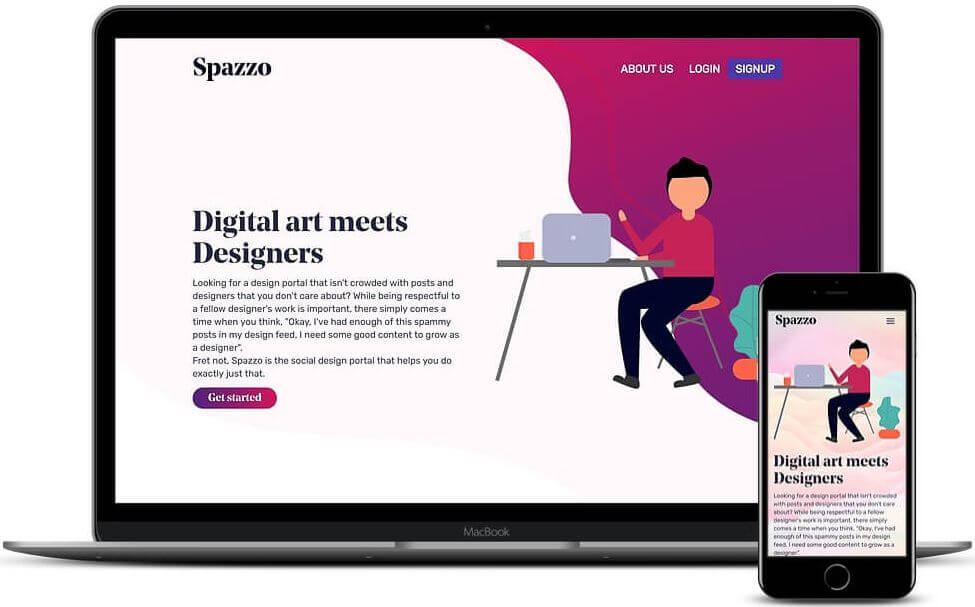 Spazzo
ABOUT US LOGIN SIGNUP
Digital art meets
Designers
Looking for a design portal that isn't crowded with posts and
designers that you don't care about? While being respectful to
a fellow designer's work is important, there simply comes a
time when you think, "Okay, I've had enough of this spammy
posts in my design feed, I need some good content to grow as
a designer".
Fret not, Spazzo is the social design portal that helps you do
exactly just that.
Get started
MacBook
Spazzo
Digital art meets
Designers
Looking for a design portal that isn't crowded
with posts and designers that you don't care
about? While being respectful to a fellow
designer's work is important, there simply
comes a time when you think, "Okay, I've had
enough of this spammy posts in my design
feed, I need some good content to grow as a
designer".